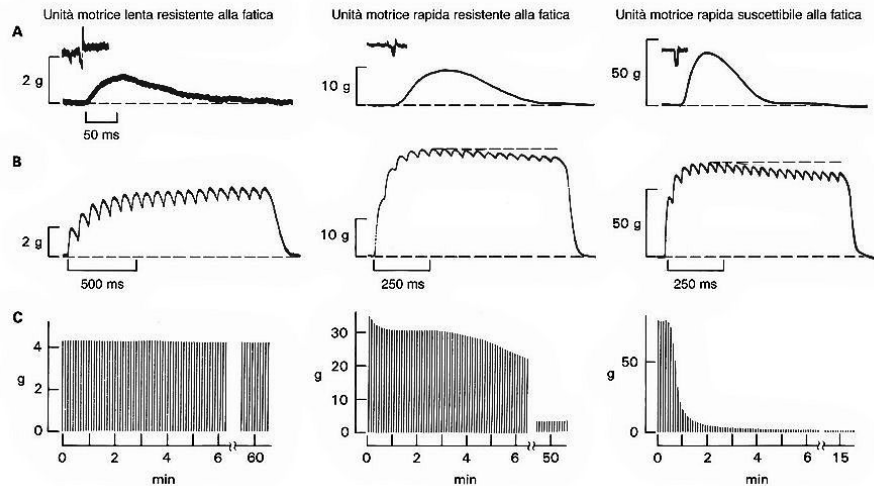 Unità motrice lenta resistente alla fatica
Unità motrice rapida resistente alla fatica
Unità motrice rapida suscettibile alla fatica
A
2 g
50 ms
10 g
50 g
B
2 g
500 ms
10 g
250 ms
50 g
250 ms
C
4
2
0
g
0 2 4 6 60
min
30
20
10
0
g
0 2 4 6 50
min
50
0
g
0 2 4 6 15
min